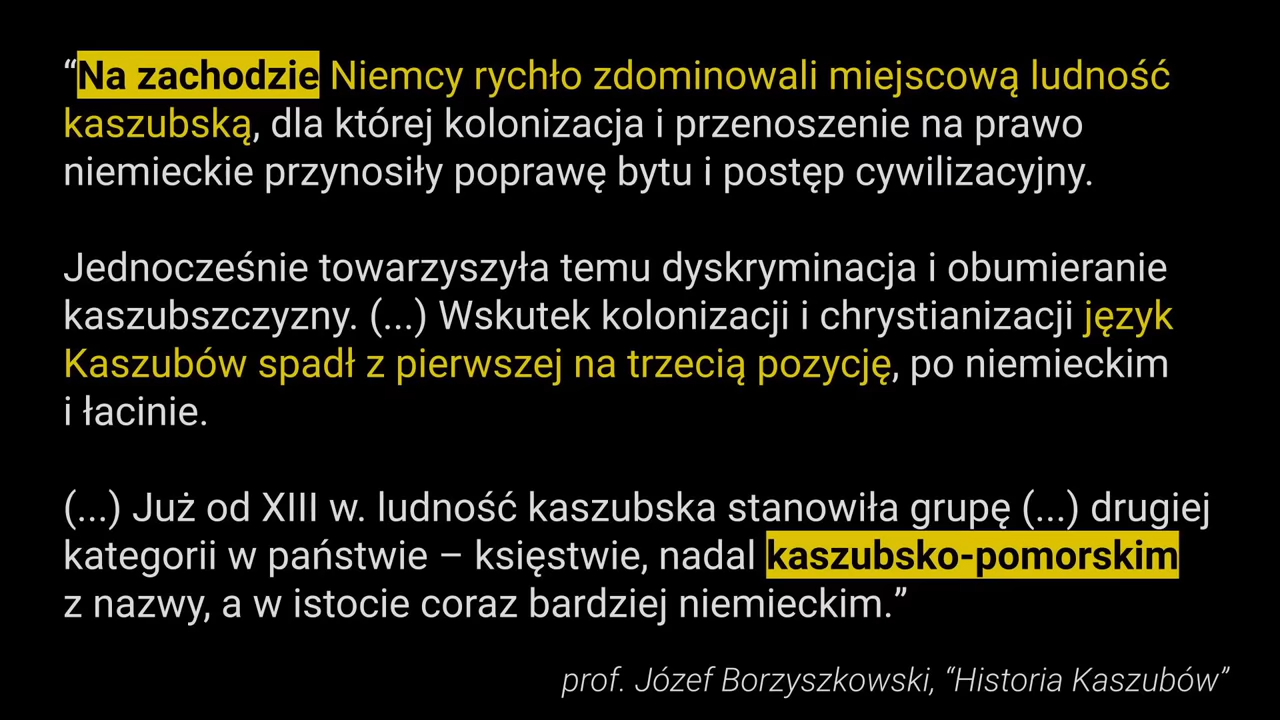 “Na zachodzie Niemcy rychło zdominowali miejscową ludność
kaszubską, dla której kolonizacja i przenoszenie na prawo
niemieckie przynosiły poprawę bytu i postęp cywilizacyjny.
Jednocześnie towarzyszyła temu dyskryminacja i obumieranie
kaszubszczyzny. (...) Wskutek kolonizacji i chrystianizacji język
Kaszubów spadł z pierwszej na trzecią pozycję, po niemieckim
i łacinie.
(...) Już od XIII w. ludność kaszubska stanowiła grupę (...) drugiej
kategorii w państwie – księstwie, nadal kaszubsko-pomorskim
z nazwy, a w istocie coraz bardziej niemieckim.”
prof. Józef Borzyszkowski, “Historia Kaszubów”